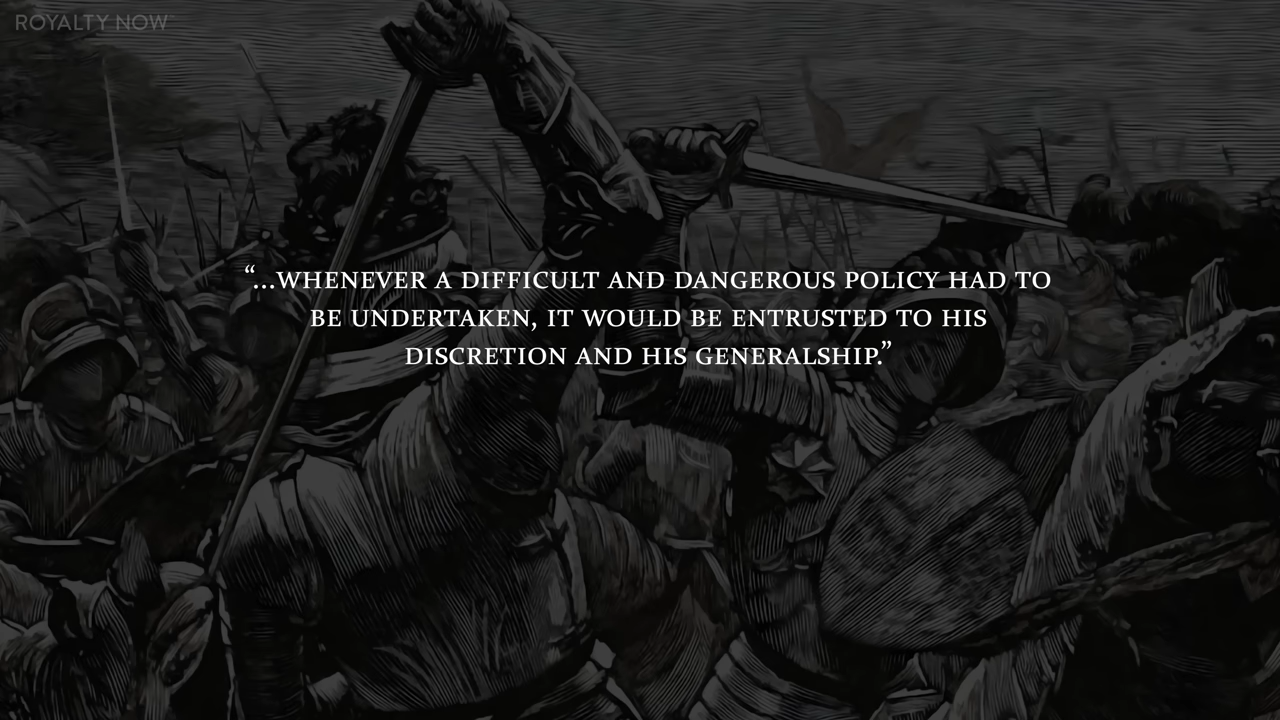 ROYALTY NOW
“...WHENEVER A DIFFICULT AND DANGEROUS POLICY HAD TO
BE UNDERTAKEN, IT WOULD BE ENTRUSTED TO HIS
DISCRETION AND HIS GENERALSHIP.”